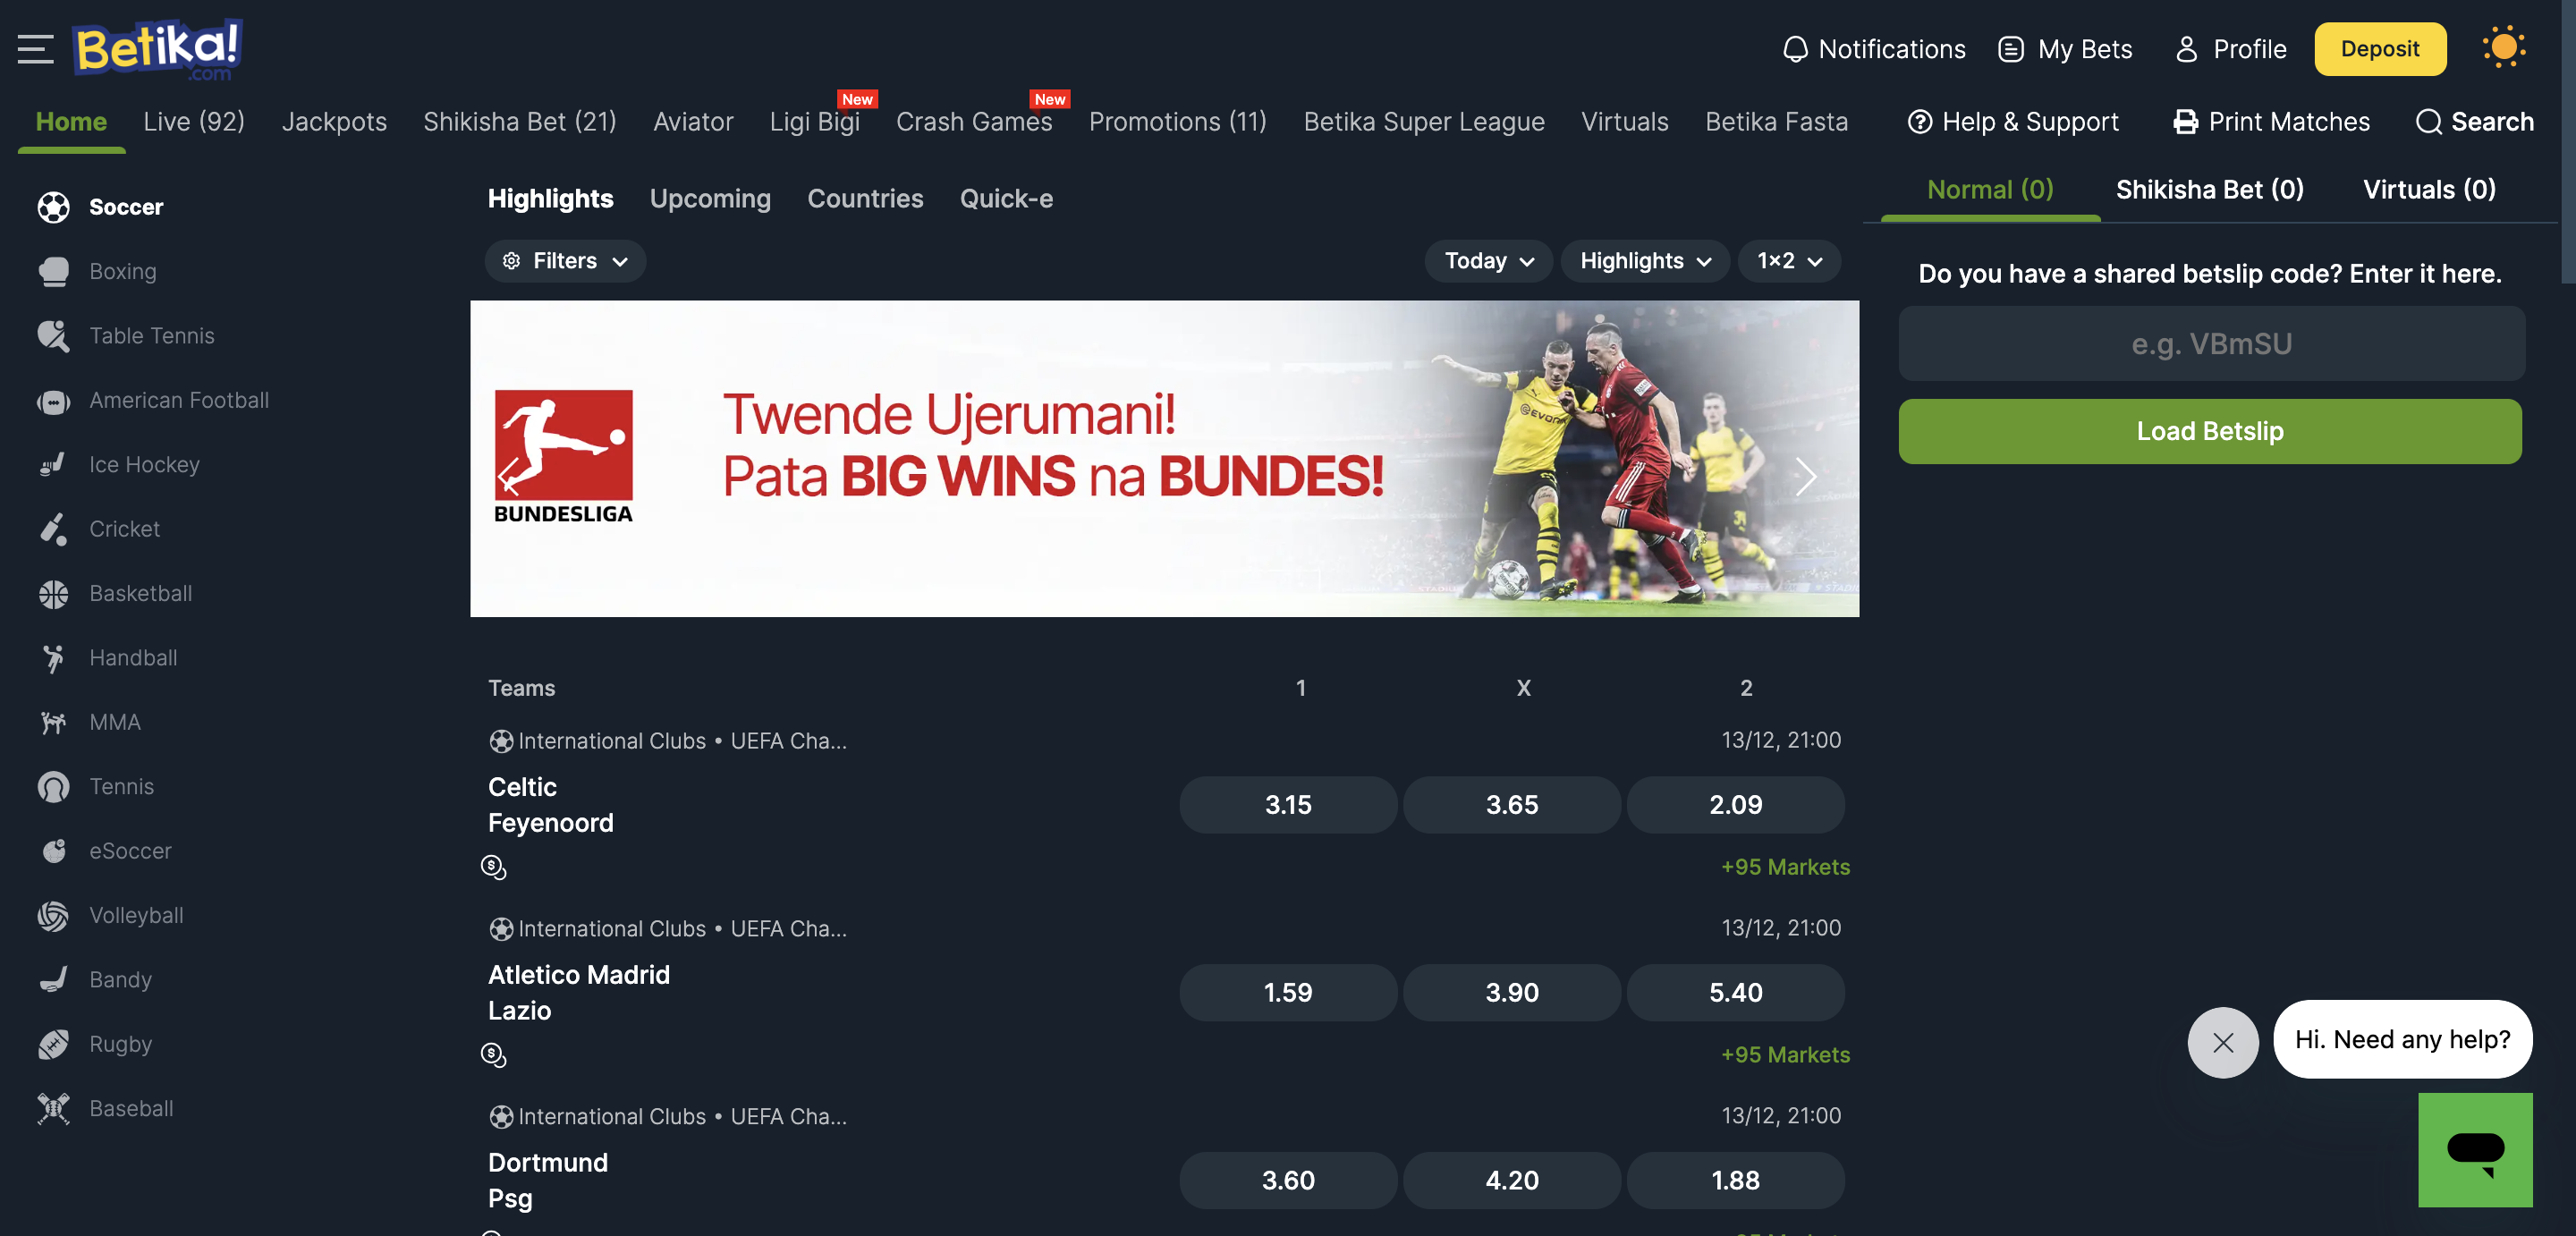 Betika!
.com
Notifications
My Bets
Profile
Deposit
Home
Live (92)
Jackpots
Shikisha Bet (21)
Aviator
Ligi Bigi
New
Crash Games
New
Promotions (11)
Betika Super League
Virtuals
Betika Fasta
Help & Support
Print Matches
Search
Soccer
Boxing
Table Tennis
American Football
Ice Hockey
Cricket
Basketball
Handball
MMA
Tennis
eSoccer
Volleyball
Bandy
Rugby
Baseball
Highlights
Upcoming
Countries
Quick-e
Filters
Today
Highlights
1×2
BUNDESLIGA
Twende Ujerumani!
Pata BIG WINS na BUNDES!
EVONIK
Teams 1 X 2
International Clubs • UEFA Cha... 13/12, 21:00
Celtic
Feyenoord
3.15 3.65 2.09
+95 Markets
International Clubs • UEFA Cha... 13/12, 21:00
Atletico Madrid
Lazio
1.59 3.90 5.40
+95 Markets
International Clubs • UEFA Cha... 13/12, 21:00
Dortmund
Psg
3.60 4.20 1.88
Normal (0)
Shikisha Bet (0)
Virtuals (0)
Do you have a shared betslip code? Enter it here.
e.g. VBmSU
Load Betslip
Hi. Need any help?